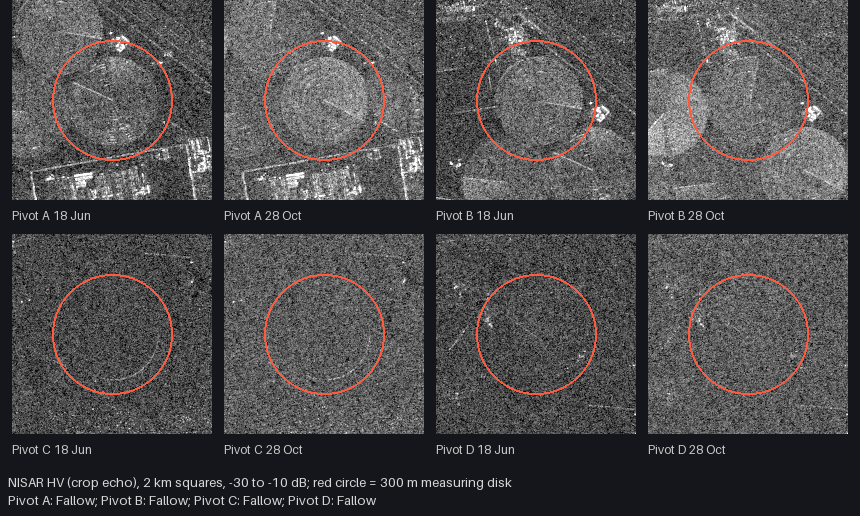 Pivot A 18 Jun
Pivot A 28 Oct
Pivot B 18 Jun
Pivot B 28 Oct
Pivot C 18 Jun
Pivot C 28 Oct
Pivot D 18 Jun
Pivot D 28 Oct
NISAR HV (crop echo), 2 km squares, -30 to -10 dB; red circle = 300 m measuring disk
Pivot A: Fallow; Pivot B: Fallow; Pivot C: Fallow; Pivot D: Fallow